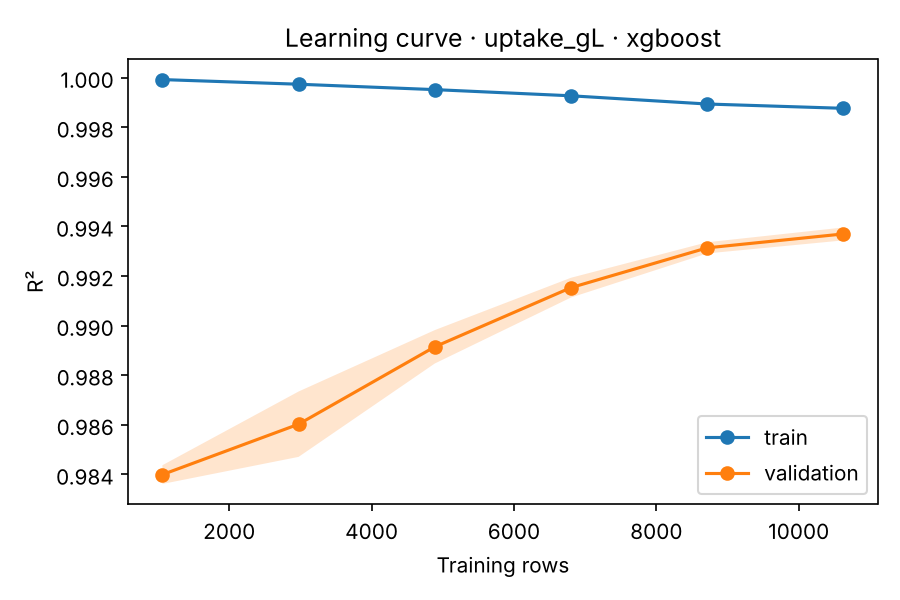 Learning curve · uptake_gL · xgboost
1.000
0.998
0.996
0.994
0.992
0.990
0.988
0.986
0.984
R²
train
validation
2000 4000 6000 8000 10000
Training rows